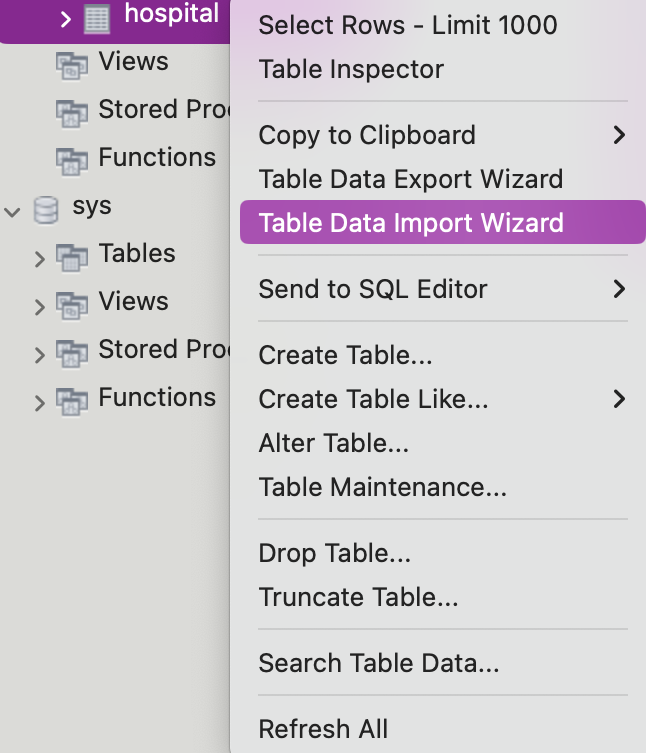 hospital
Views
Stored Proc
Functions
sys
Tables
Views
Stored Proc
Functions
Select Rows - Limit 1000
Table Inspector
Copy to Clipboard
Table Data Export Wizard
Table Data Import Wizard
Send to SQL Editor
Create Table...
Create Table Like...
Alter Table...
Table Maintenance...
Drop Table...
Truncate Table...
Search Table Data...
Refresh All